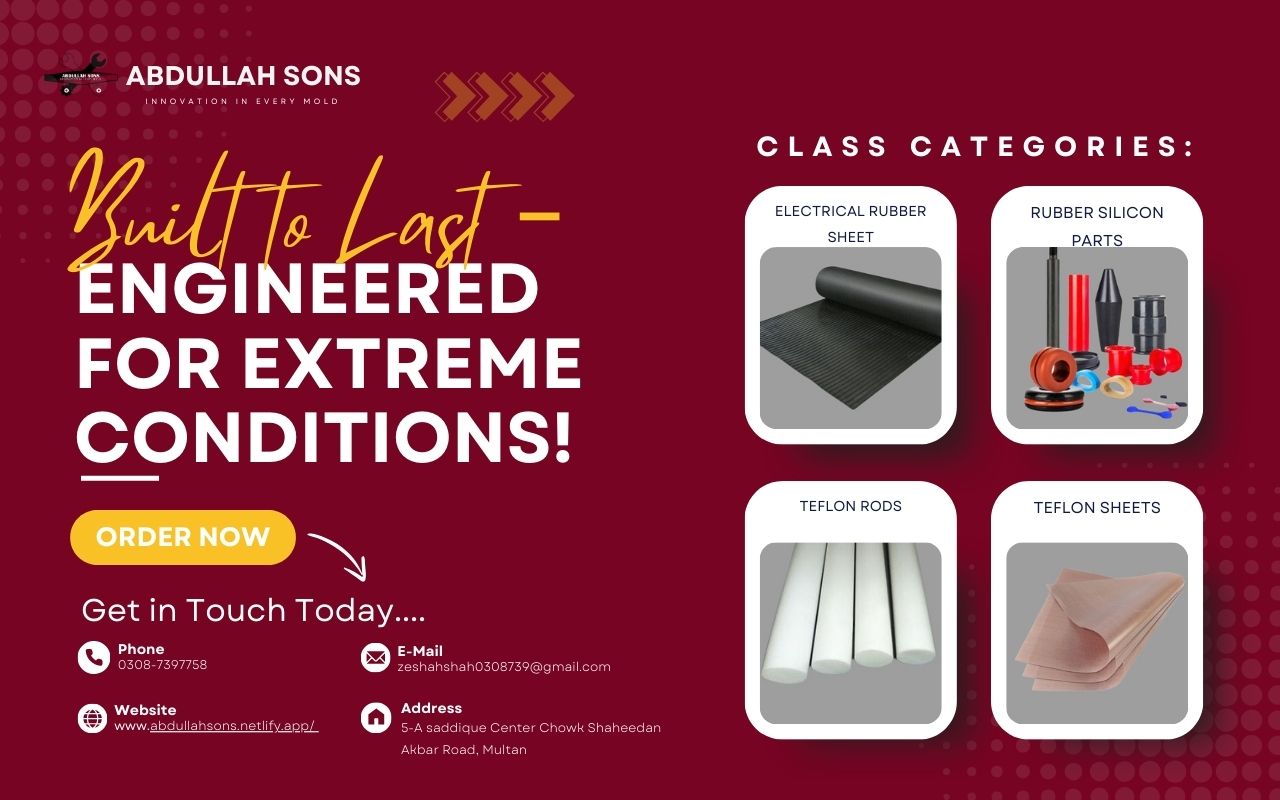 ABDULLAH SONS
ABDULLAH SONS
INNOVATION IN EVERY MOLD
Built to Last –
ENGINEERED
FOR EXTREME
CONDITIONS!
ORDER NOW
Get in Touch Today....
Phone
0308-7397758
E-Mail
zeshahshah0308739@gmail.com
Website
www.abdullahsons.netlify.app/
Address
5-A saddique Center Chowk Shaheedan
Akbar Road, Multan
CLASS CATEGORIES:
ELECTRICAL RUBBER
SHEET
RUBBER SILICON
PARTS
TEFLON RODS
TEFLON SHEETS